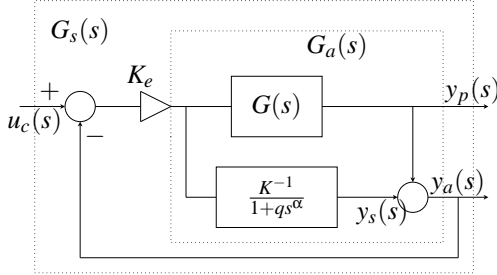 G_s(s)
G_a(s)
K_e
+
u_c(s)
−
G(s)
y_p(s)
K^{-1}
1+qs^α
y_s(s)
y_a(s)